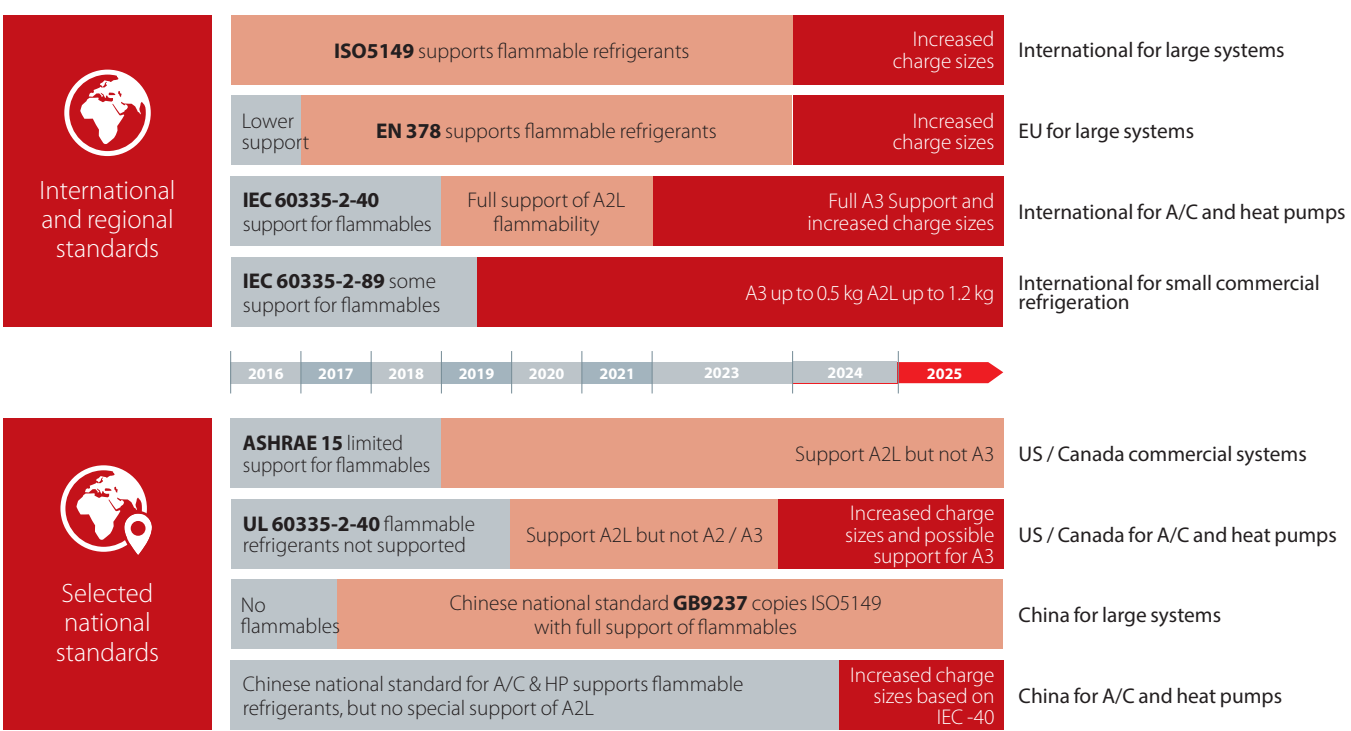 International
and regional
standards
ISO5149 supports flammable refrigerants
Increased
charge sizes
International for large systems
Lower
support
EN 378 supports flammable refrigerants
Increased
charge sizes
EU for large systems
IEC 60335-2-40
support for flammables
Full support of A2L
flammability
Full A3 Support and
increased charge sizes
International for A/C and heat pumps
IEC 60335-2-89 some
support for flammables
A3 up to 0.5 kg A2L up to 1.2 kg
International for small commercial
refrigeration
2016 2017 2018 2019 2020 2021 2023 2024 2025
Selected
national
standards
ASHRAE 15 limited
support for flammables
Support A2L but not A3
US / Canada commercial systems
UL 60335-2-40 flammable
refrigerants not supported
Support A2L but not A2 / A3
Increased charge
sizes and possible
support for A3
US / Canada for A/C and heat pumps
No
flammables
Chinese national standard GB9237 copies ISO5149
with full support of flammables
China for large systems
Chinese national standard for A/C & HP supports flammable
refrigerants, but no special support of A2L
Increased charge
sizes based on
IEC -40
China for A/C and heat pumps